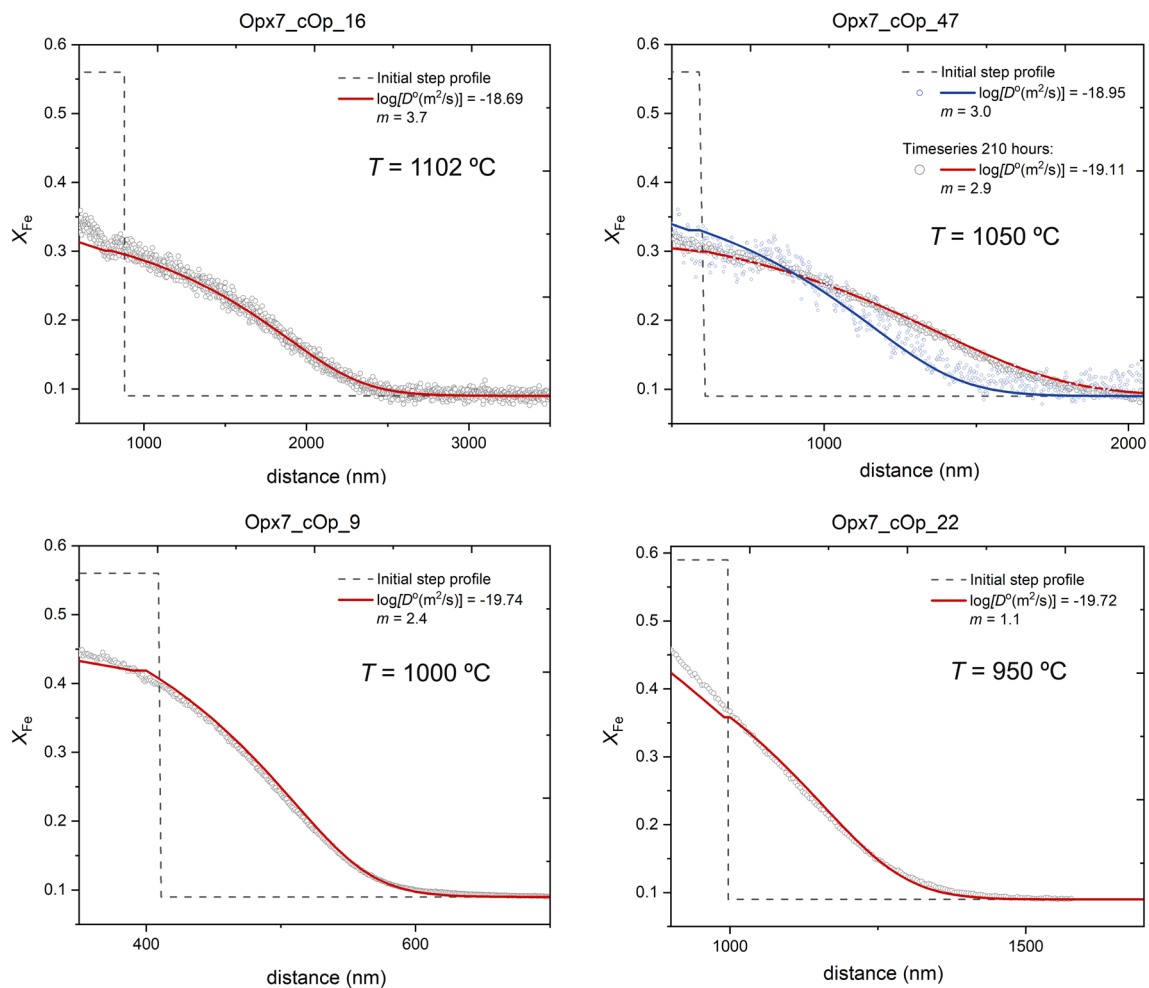 Opx7_cOp_16
0.6
0.5
0.4
0.3
0.2
0.1
X_Fe
Initial step profile
log[D°(m²/s)] = -18.69
m = 3.7
T = 1102 ºC
1000 2000 3000
distance (nm)
Opx7_cOp_47
0.6
0.5
0.4
0.3
0.2
0.1
X_Fe
Initial step profile
log[D°(m²/s)] = -18.95
m = 3.0
Timeseries 210 hours:
log[D°(m²/s)] = -19.11
m = 2.9
T = 1050 ºC
1000 2000
distance (nm)
Opx7_cOp_9
0.6
0.5
0.4
0.3
0.2
0.1
X_Fe
Initial step profile
log[D°(m²/s)] = -19.74
m = 2.4
T = 1000 ºC
400 600
distance (nm)
Opx7_cOp_22
0.6
0.5
0.4
0.3
0.2
0.1
X_Fe
Initial step profile
log[D°(m²/s)] = -19.72
m = 1.1
T = 950 ºC
1000 1500
distance (nm)